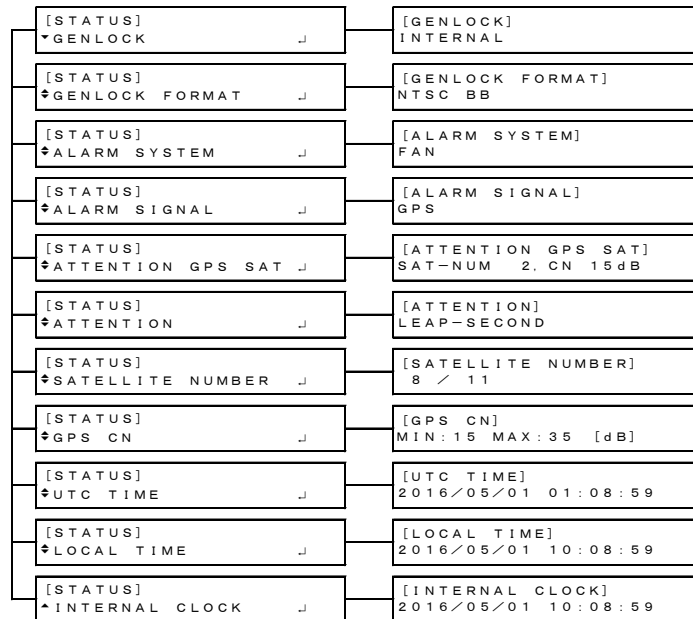 [STATUS]
GENLOCK ↵
[GENLOCK]
INTERNAL
[STATUS]
GENLOCK FORMAT ↵
[GENLOCK FORMAT]
NTSC BB
[STATUS]
ALARM SYSTEM ↵
[ALARM SYSTEM]
FAN
[STATUS]
ALARM SIGNAL ↵
[ALARM SIGNAL]
GPS
[STATUS]
ATTENTION GPS SAT ↵
[ATTENTION GPS SAT]
SAT-NUM 2, CN 15dB
[STATUS]
ATTENTION ↵
[ATTENTION]
LEAP-SECOND
[STATUS]
SATELLITE NUMBER ↵
[SATELLITE NUMBER]
8 / 11
[STATUS]
GPS CN ↵
[GPS CN]
MIN:15 MAX:35 [dB]
[STATUS]
UTC TIME ↵
[UTC TIME]
2016/05/01 01:08:59
[STATUS]
LOCAL TIME ↵
[LOCAL TIME]
2016/05/01 10:08:59
[STATUS]
INTERNAL CLOCK ↵
[INTERNAL CLOCK]
2016/05/01 10:08:59